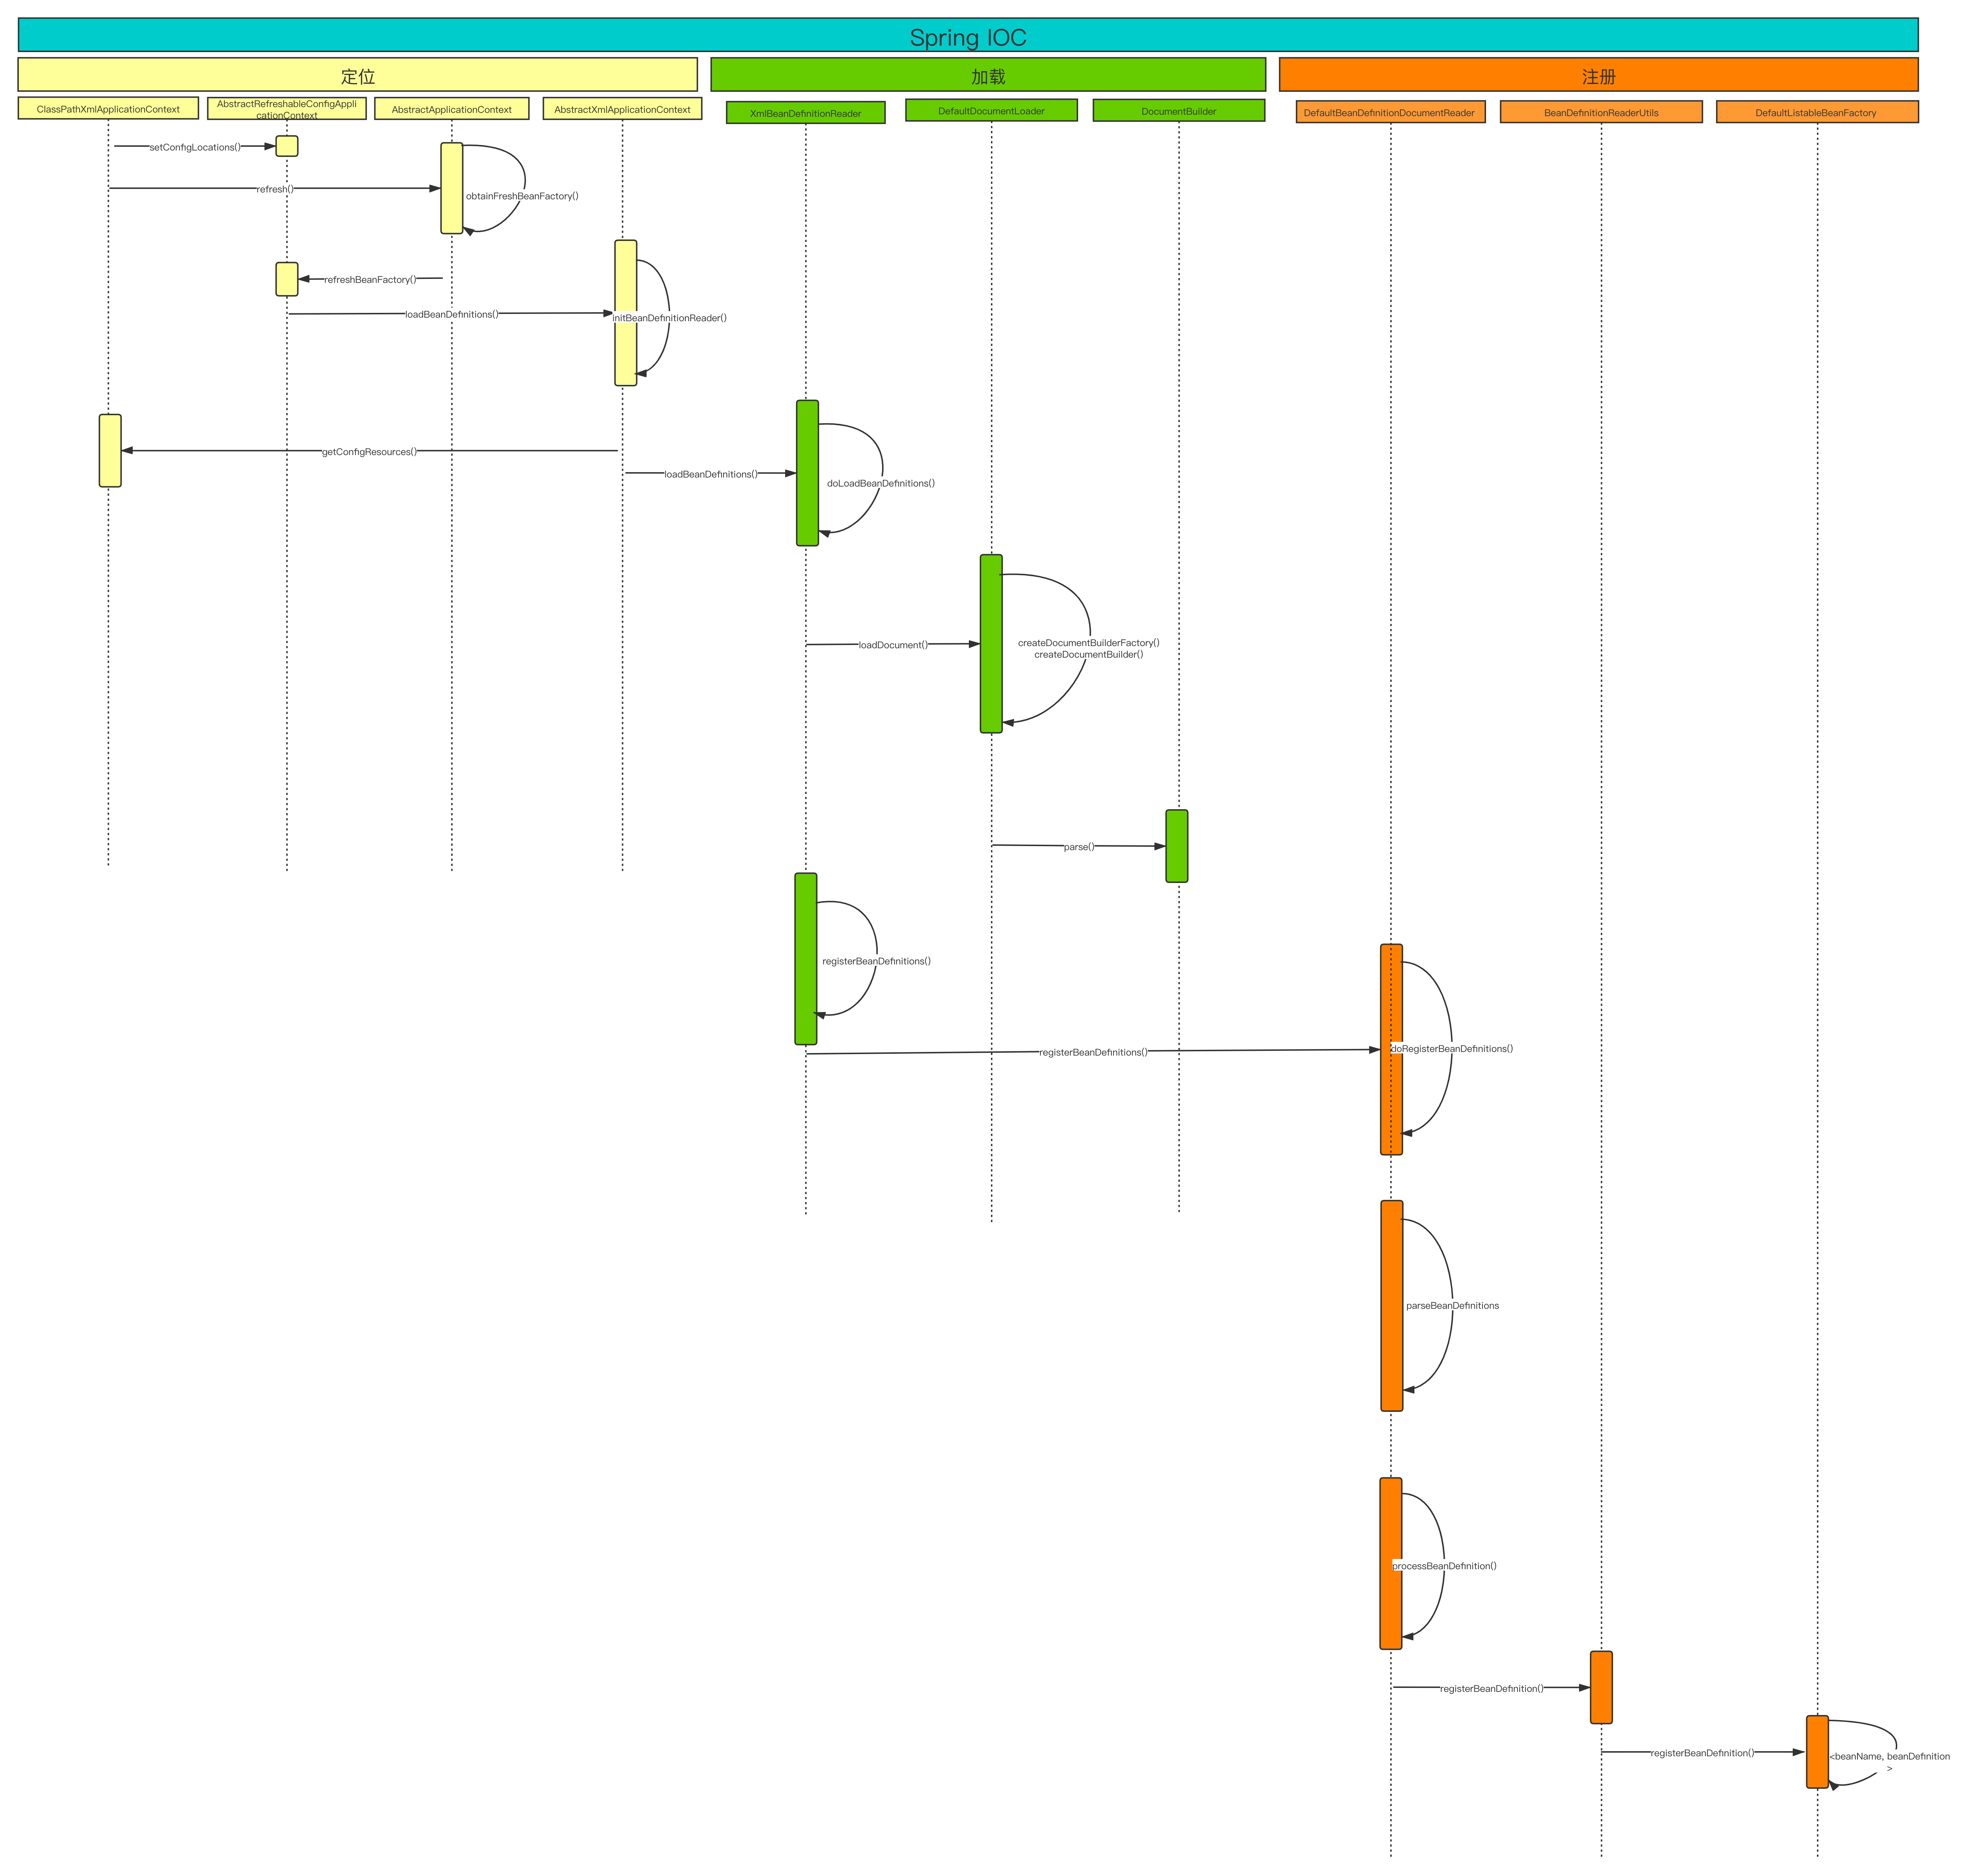 Spring IOC
定位
加载
注册
ClassPathXmlApplicationContext
AbstractRefreshableConfigAppli
cationContext
AbstractApplicationContext
AbstractXmlApplicationContext
XmlBeanDefinitionReader
DefaultDocumentLoader
DocumentBuilder
DefaultBeanDefinitionDocumentReader
BeanDefinitionReaderUtils
DefaultListableBeanFactory
setConfigLocations()
refresh()
obtainFreshBeanFactory()
refreshBeanFactory()
loadBeanDefinitions()
initBeanDefinitionReader()
getConfigResources()
loadBeanDefinitions()
doLoadBeanDefinitions()
loadDocument()
createDocumentBuilderFactory()
createDocumentBuilder()
parse()
registerBeanDefinitions()
registerBeanDefinitions()
doRegisterBeanDefinitions()
parseBeanDefinitions
processBeanDefinition()
registerBeanDefinition()
registerBeanDefinition()
<beanName, beanDefinition
>